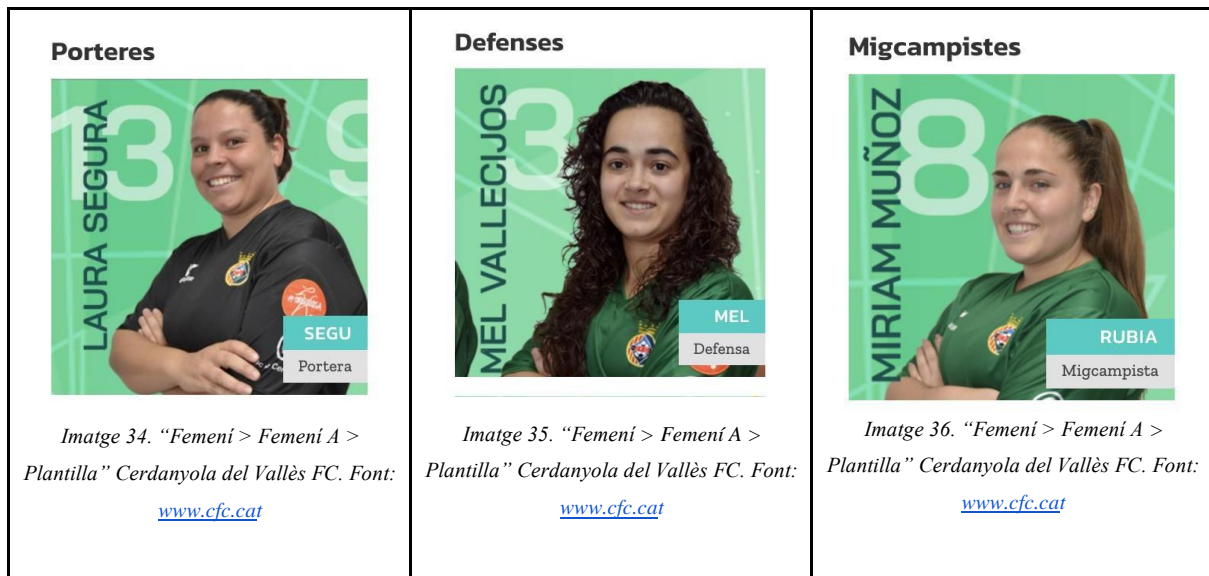 Porteres
13
9
LAURA SEGURA
SEGU
Portera
Imatge 34. “Femení > Femení A >
Plantilla” Cerdanyola del Vallès FC. Font:
www.cfc.cat
Defenses
3
MEL VALLECIJOS
MEL
Defensa
Imatge 35. “Femení > Femení A >
Plantilla” Cerdanyola del Vallès FC. Font:
www.cfc.cat
Migcampistes
8
MIRIAM MUÑOZ
RUBIA
Migcampista
Imatge 36. “Femení > Femení A >
Plantilla” Cerdanyola del Vallès FC. Font:
www.cfc.cat